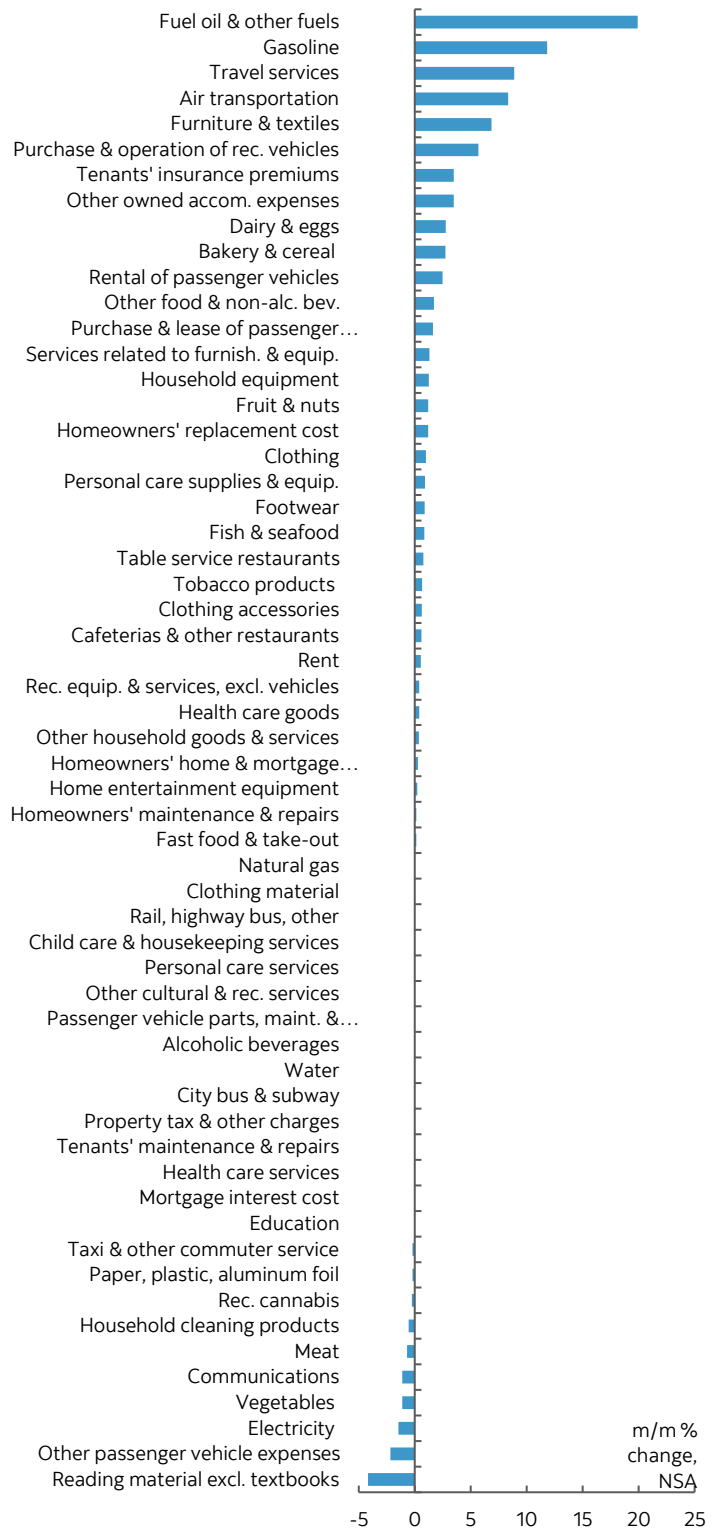 Fuel oil & other fuels
Gasoline
Travel services
Air transportation
Furniture & textiles
Purchase & operation of rec. vehicles
Tenants' insurance premiums
Other owned accom. expenses
Dairy & eggs
Bakery & cereal
Rental of passenger vehicles
Other food & non-alc. bev.
Purchase & lease of passenger…
Services related to furnish. & equip.
Household equipment
Fruit & nuts
Homeowners' replacement cost
Clothing
Personal care supplies & equip.
Footwear
Fish & seafood
Table service restaurants
Tobacco products
Clothing accessories
Cafeterias & other restaurants
Rent
Rec. equip. & services, excl. vehicles
Health care goods
Other household goods & services
Homeowners' home & mortgage…
Home entertainment equipment
Homeowners' maintenance & repairs
Fast food & take-out
Natural gas
Clothing material
Rail, highway bus, other
Child care & housekeeping services
Personal care services
Other cultural & rec. services
Passenger vehicle parts, maint. &…
Alcoholic beverages
Water
City bus & subway
Property tax & other charges
Tenants' maintenance & repairs
Health care services
Mortgage interest cost
Education
Taxi & other commuter service
Paper, plastic, aluminum foil
Rec. cannabis
Household cleaning products
Meat
Communications
Vegetables
Electricity
Other passenger vehicle expenses
Reading material excl. textbooks
m/m %
change,
NSA
-5 0 5 10 15 20 25